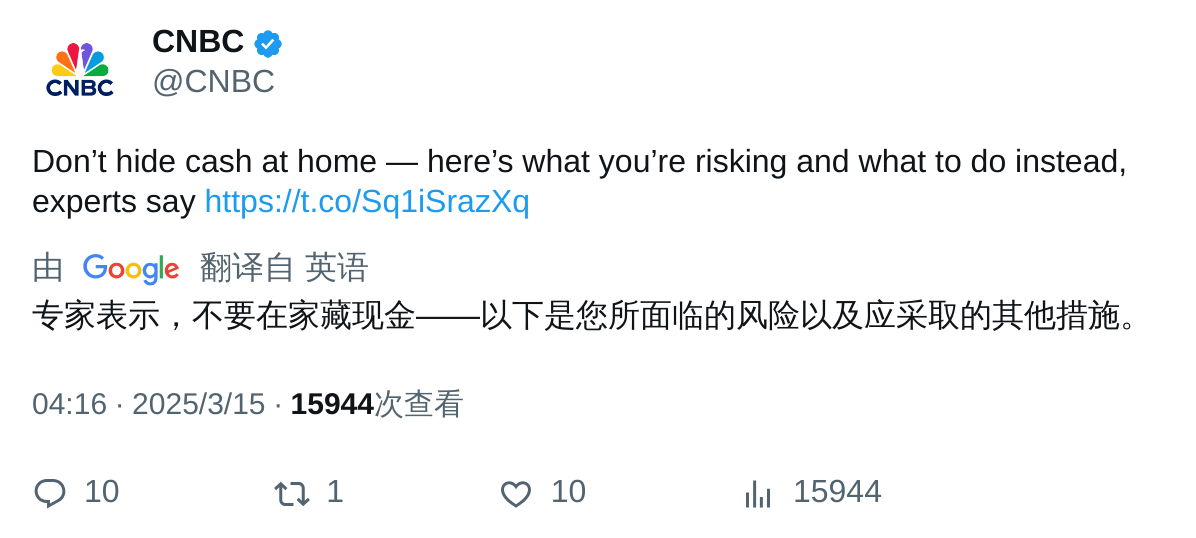 CNBC
CNBC
@CNBC
Don’t hide cash at home — here’s what you’re risking and what to do instead,
experts say https://t.co/Sq1iSrazXq
由 Google 翻译自 英语
专家表示，不要在家藏现金——以下是您所面临的风险以及应采取的其他措施。
04:16 · 2025/3/15 · 15944次查看
10 1 10 15944